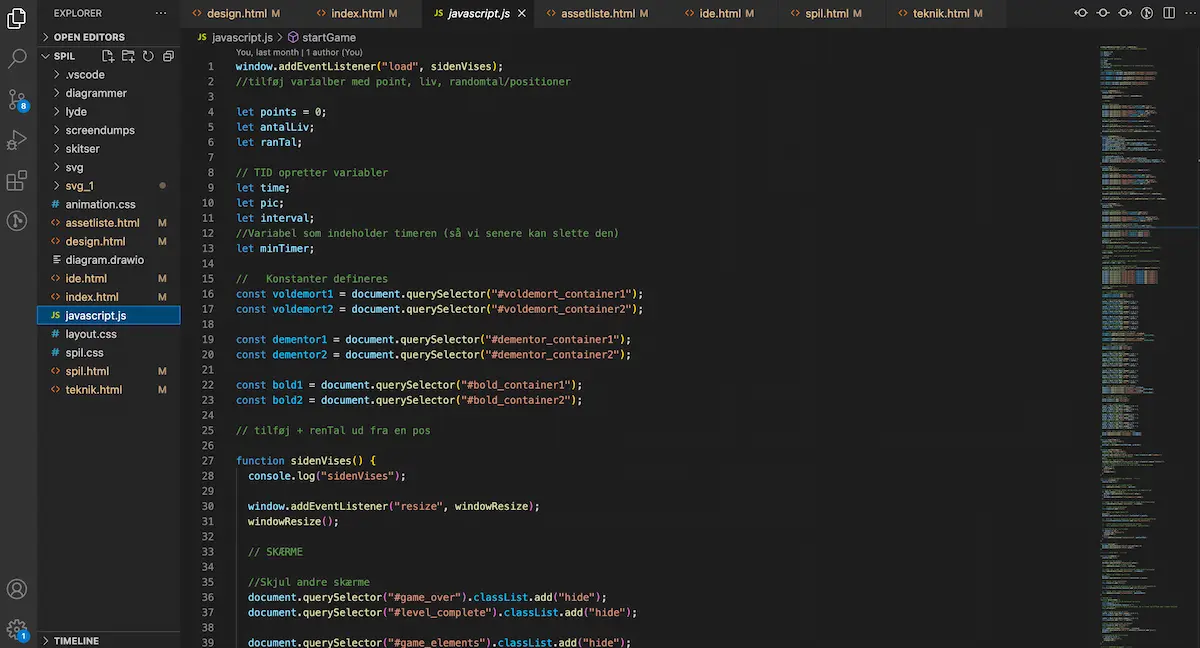 EXPLORER ...
design.html M index.html M JS javascript.js assetliste.html M ide.html M spil.html M teknik.html M
OPEN EDITORS
SPIL
.vscode
diagrammer
lyde
screendumps
skitser
svg
svg_1
# animation.css
assetliste.html M
design.html M
diagram.drawio
ide.html M
index.html M
JS javascript.js
# layout.css
# spil.css
spil.html M
teknik.html M
TIMELINE
8
1
JS javascript.js > startGame
You, last month | 1 author (You)
1 window.addEventListener("load", sidenVises);
2 //tilføj varialber med point, liv, randomtal/positioner
3
4 let points = 0;
5 let antalLiv;
6 let ranTal;
7
8 // TID opretter variabler
9 let time;
10 let pic;
11 let interval;
12 //Variabel som indeholder timeren (så vi senere kan slette den)
13 let minTimer;
14
15 // Konstanter defineres
16 const voldemort1 = document.querySelector("#voldemort_container1");
17 const voldemort2 = document.querySelector("#voldemort_container2");
18
19 const dementor1 = document.querySelector("#dementor_container1");
20 const dementor2 = document.querySelector("#dementor_container2");
21
22 const bold1 = document.querySelector("#bold_container1");
23 const bold2 = document.querySelector("#bold_container2");
24
25 // tilføj + renTal ud fra en pos
26
27 function sidenVises() {
28 console.log("sidenVises");
29
30 window.addEventListener("resize", windowResize);
31 windowResize();
32
33 // SKÆRME
34
35 //Skjul andre skærme
36 document.querySelector("#game_over").classList.add("hide");
37 document.querySelector("#level_complete").classList.add("hide");
38
39 document.querySelector("#game_elements").classList.add("hide");